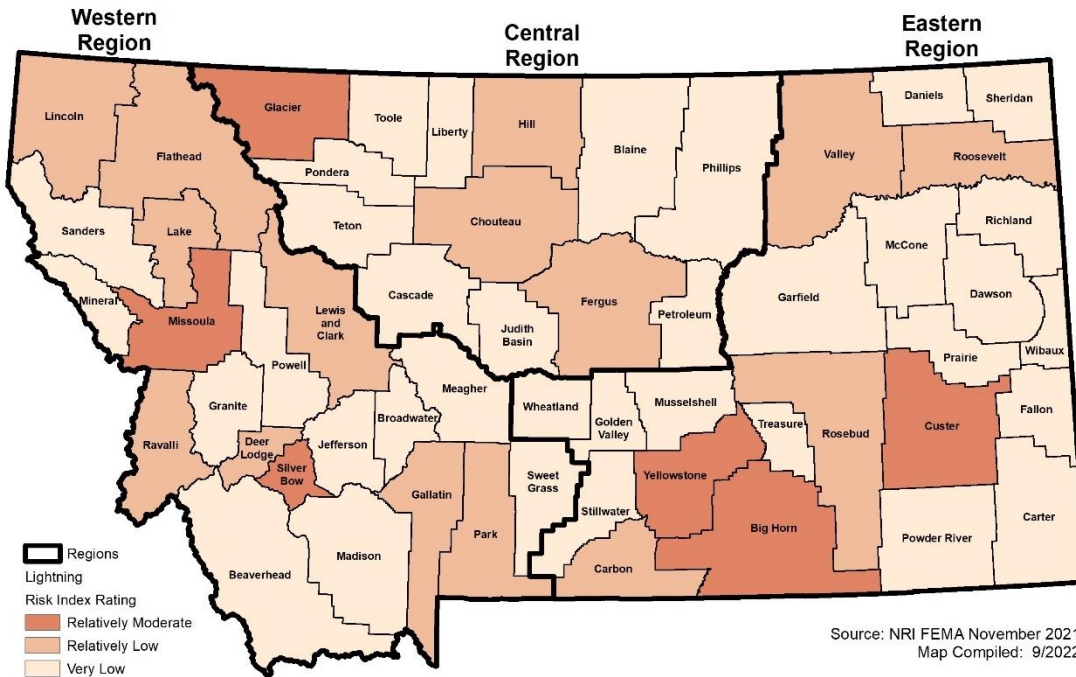 Western
Region
Central
Region
Eastern
Region
Lincoln
Flathead
Glacier
Toole
Liberty
Hill
Blaine
Phillips
Valley
Daniels
Sheridan
Roosevelt
Pondera
Teton
Chouteau
Sanders
Lake
Richland
McCone
Mineral
Missoula
Cascade
Fergus
Garfield
Dawson
Lewis
and
Clark
Judith
Basin
Petroleum
Prairie
Wibaux
Powell
Granite
Meagher
Broadwater
Wheatland
Golden
Valley
Musselshell
Treasure
Rosebud
Custer
Fallon
Ravalli
Deer
Lodge
Silver
Bow
Jefferson
Gallatin
Park
Sweet
Grass
Yellowstone
Stillwater
Big Horn
Carter
Powder River
Madison
Beaverhead
Carbon
Regions
Lightning
Risk Index Rating
Relatively Moderate
Relatively Low
Very Low
Source: NRI FEMA November 2021
Map Compiled: 9/2022